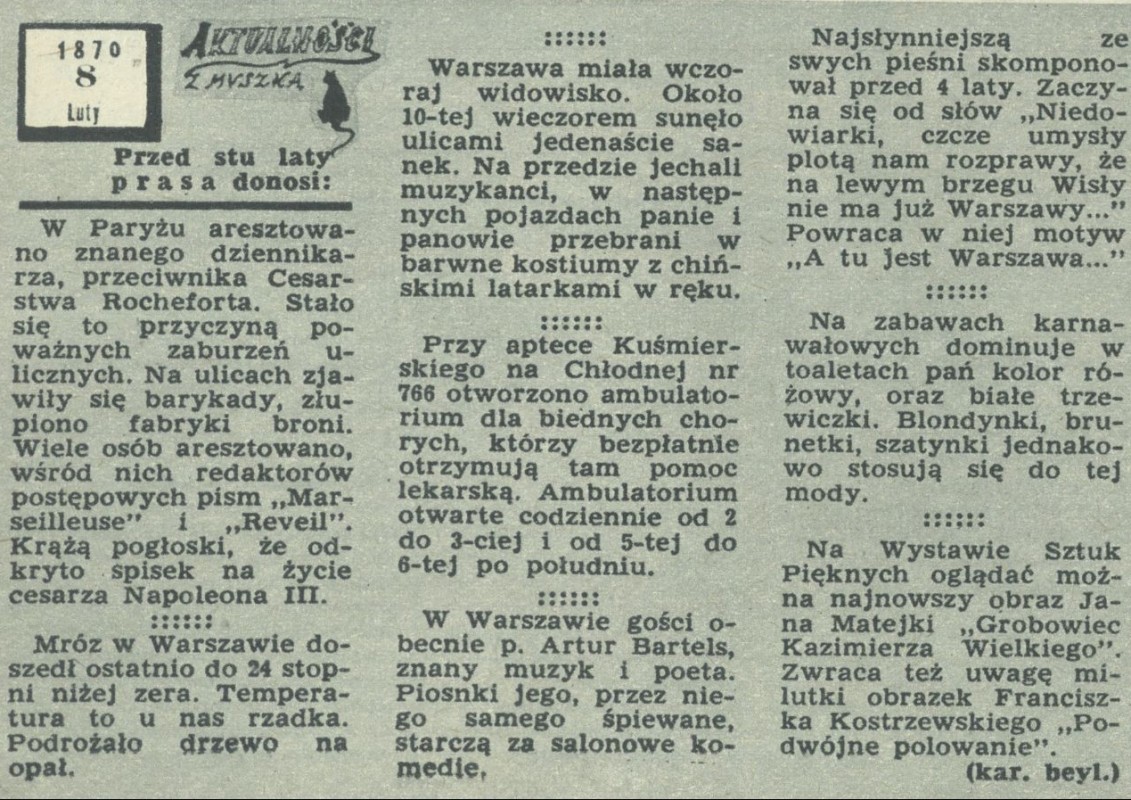 1870
8
Luty
AKTUALNOŚCI
Z MYSZKĄ
Przed stu laty
prasa donosi:
W Paryżu aresztowa-
no znanego dziennika-
rza, przeciwnika Cesar-
stwa Rocheforta. Stało
się to przyczyną po-
ważnych zaburzeń u-
licznych. Na ulicach zja-
wiły się barykady, złu-
piono fabryki broni.
Wiele osób aresztowano,
wśród nich redaktorów
postępowych pism „Mar-
seilleuse” i „Reveil”.
Krążą pogłoski, że od-
kryto spisek na życie
cesarza Napoleona III.
::::::
Mróz w Warszawie do-
szedł ostatnio do 24 stop-
ni niżej zera. Tempera-
tura to u nas rzadka.
Podrożało drzewo na
opał.
::::::
Warszawa miała wczo-
raj widowisko. Około
10-tej wieczorem sunęło
ulicami jedenaście sa-
nek. Na przedzie jechali
muzykanci, w następ-
nych pojazdach panie i
panowie przebrani w
barwne kostiumy z chiń-
skimi latarkami w ręku.
::::::
Przy aptece Kuśmier-
skiego na Chłodnej nr
766 otworzono ambulato-
rium dla biednych cho-
rych, którzy bezpłatnie
otrzymują tam pomoc
lekarską. Ambulatorium
otwarte codziennie od 2
do 3-ciej i od 5-tej do
6-tej po południu.
::::::
W Warszawie gości o-
becnie p. Artur Bartels,
znany muzyk i poeta.
Piosnki jego, przez nie-
go samego śpiewane,
starczą za salonowe ko-
medie.
Najsłynniejszą ze
swych pieśni skompono-
wał przed 4 laty. Zaczy-
na się od słów „Niedo-
wiarki, czcze umysły
plotą nam rozprawy, że
na lewym brzegu Wisły
nie ma już Warszawy...”
Powraca w niej motyw
„A tu jest Warszawa...”
::::::
Na zabawach karna-
wałowych dominuje w
toaletach pań kolor ró-
żowy, oraz białe trze-
wiczki. Blondynki, bru-
netki, szatynki jednako-
wo stosują się do tej
mody.
::::::
Na Wystawie Sztuk
Pięknych oglądać moż-
na najnowszy obraz Ja-
na Matejki „Grobowiec
Kazimierza Wielkiego”.
Zwraca też uwagę mi-
lutki obrazek Francisz-
ka Kostrzewskiego „Po-
dwójne polowanie”.
(kar. beyl.)